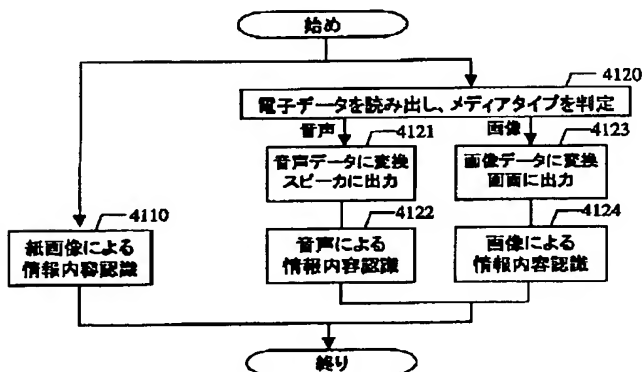 始め
4120
電子データを読み出し、メディアタイプを判定
音声
4121
画像
4123
音声データに変換
スピーカに出力
画像データに変換
画面に出力
4110
4122
4124
紙画像による
情報内容認識
音声による
情報内容認識
画像による
情報内容認識
終り